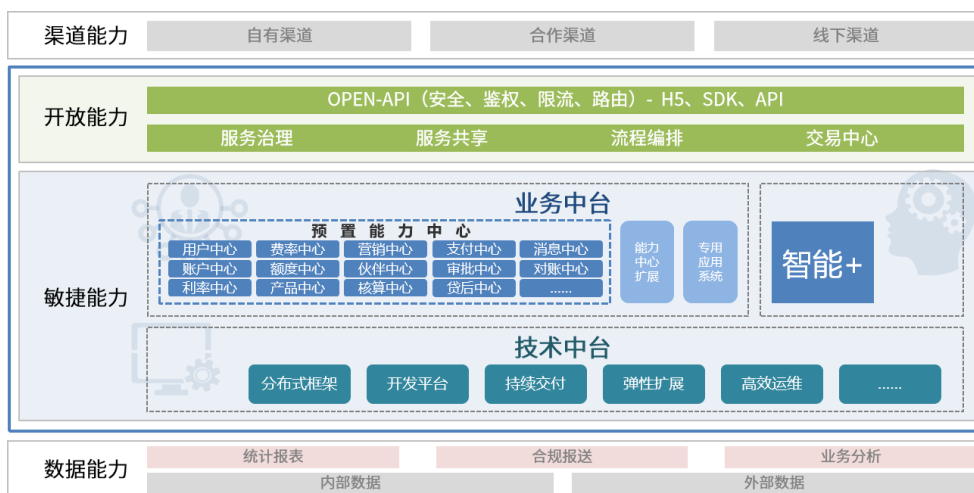 渠道能力 自有渠道 合作渠道 线下渠道
开放能力
OPEN-API（安全、鉴权、限流、路由）- H5、SDK、API
服务治理 服务共享 流程编排 交易中心
敏捷能力
业务中台
预置能力中心
用户中心 费率中心 营销中心 支付中心 消息中心
账户中心 额度中心 伙伴中心 审批中心 对账中心
利率中心 产品中心 核算中心 贷后中心 ......
能力
中心
扩展
专用
应用
系统
智能+
技术中台
分布式框架 开发平台 持续交付 弹性扩展 高效运维 ......
数据能力
统计报表 合规报送 业务分析
内部数据 外部数据